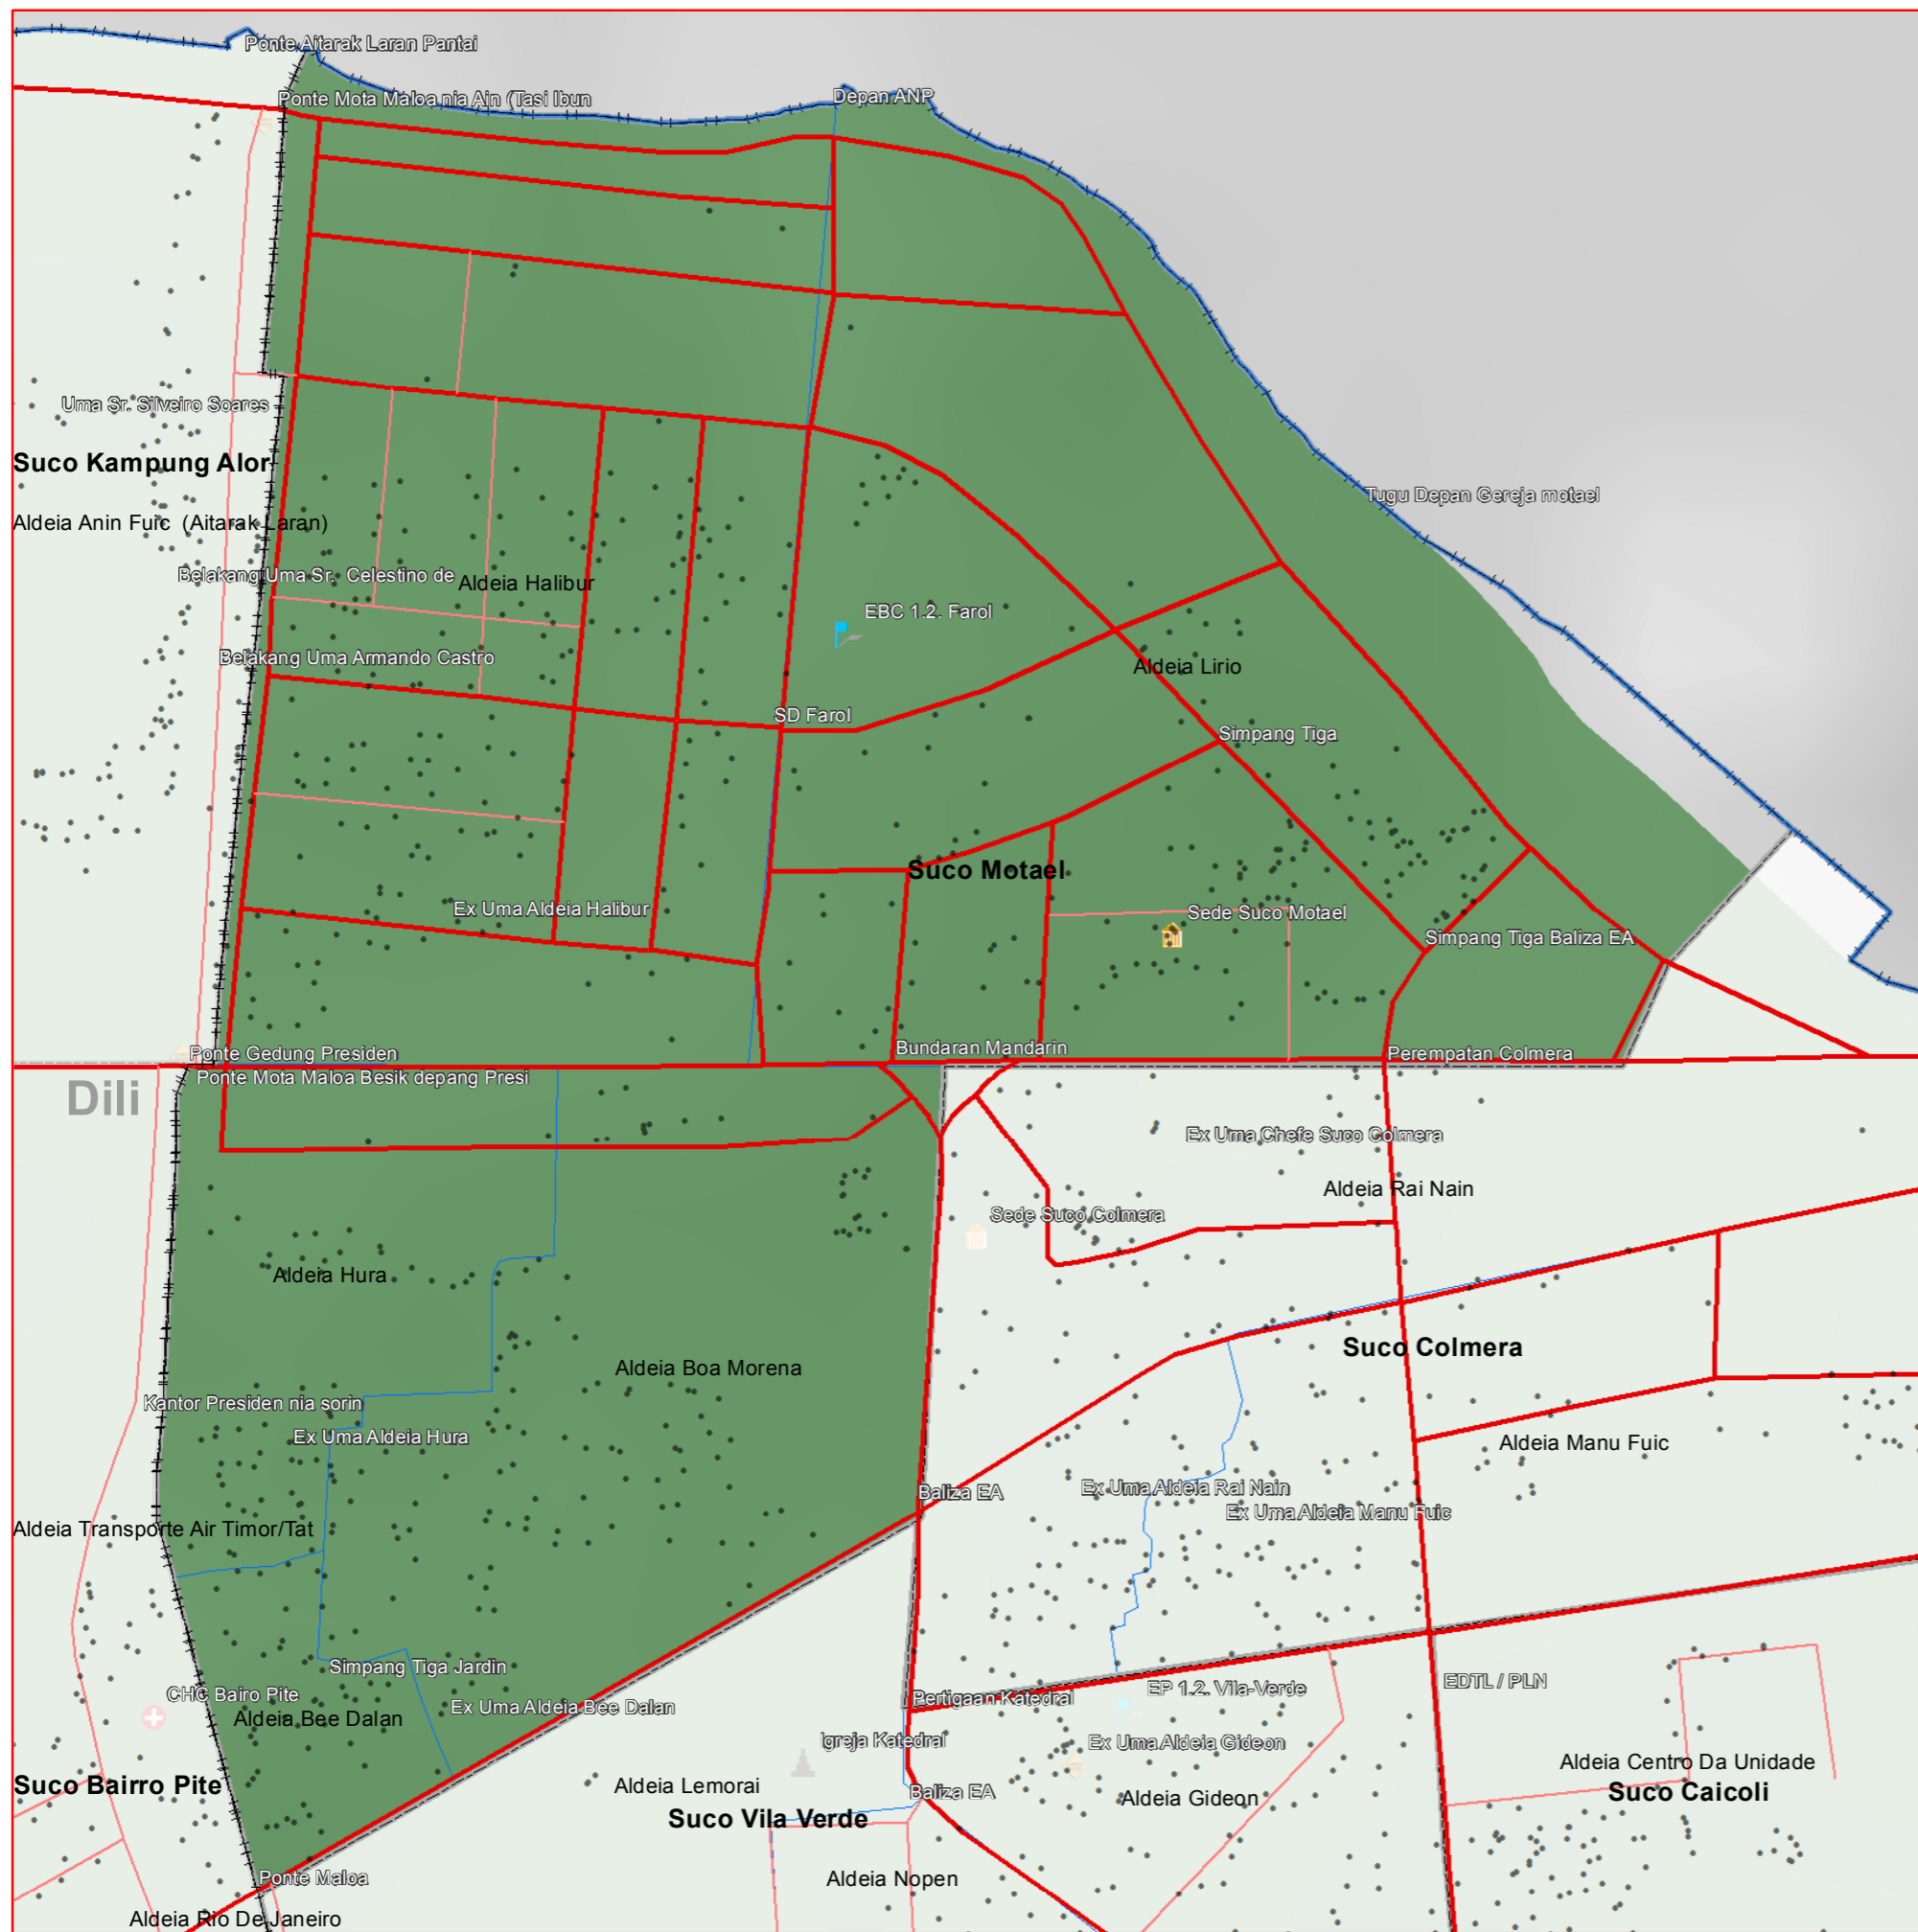 Ponte Aitarak Laran Pantai
Ponte Mota Maloa nia Ain (Tasi Ibun
Depan ANP
Uma Sr. Silveiro Soares
Suco Kampung Alor
Tugu Depan Gereja motael
Aldeia Anin Fuic (Aitarak Laran)
Belakang Uma Sr. Celestino de
Aldeia Halibur
EBC 1.2. Farol
Belakang Uma Armando Castro
Aldeia Lirio
SD Farol
Simpang Tiga
Suco Motael
Ex Uma Aldeia Halibur
Sede Suco Motael
Simpang Tiga Baliza EA
Ponte Gedung Presiden
Bundaran Mandarin
Perempatan Colmera
Ponte Mota Maloa Besik depang Presi
Dili
Ex Uma Chefe Suco Colmera
Aldeia Rai Nain
Sede Suco Colmera
Aldeia Hura
Suco Colmera
Aldeia Boa Morena
Kantor Presiden nia sorin
Ex Uma Aldeia Hura
Aldeia Manu Fuic
Baliza EA
Ex Uma Aldeia Rai Nain
Ex Uma Aldeia Manu Fuic
Aldeia Transporte Air Timor/Tat
Simpang Tiga Jardin
EDTL / PLN
CHC Bairo Pite
EP 1.2. Vila-Verde
Pertigaan Katedral
Ex Uma Aldeia Bee Dalan
Aldeia Bee Dalan
Igreja Katedral
Ex Uma Aldeia Gideon
Aldeia Centro Da Unidade
Suco Bairro Pite
Aldeia Lemorai
Baliza EA
Suco Caicoli
Aldeia Gideon
Suco Vila Verde
Ponte Maloa
Aldeia Nopen
Aldeia Rio De Janeiro